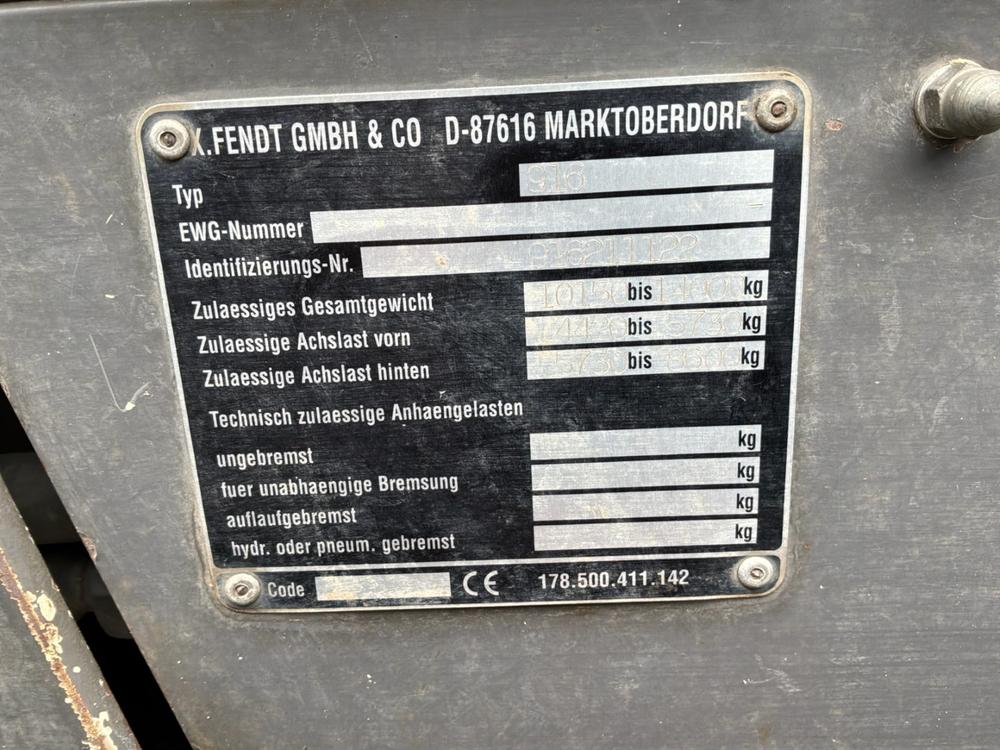 X.FENDT GMBH & CO D-87616 MARKTOBERDORF
Typ 916
EWG-Nummer –
Identifizierungs-Nr. 916211122
Zulaessiges Gesamtgewicht bis kg
Zulaessige Achslast vorn bis kg
Zulaessige Achslast hinten bis kg
Technisch zulaessige Anhaengelasten
ungebremst kg
fuer unabhaengige Bremsung kg
auflaufgebremst kg
hydr. oder pneum. gebremst kg
Code CE 178.500.411.142